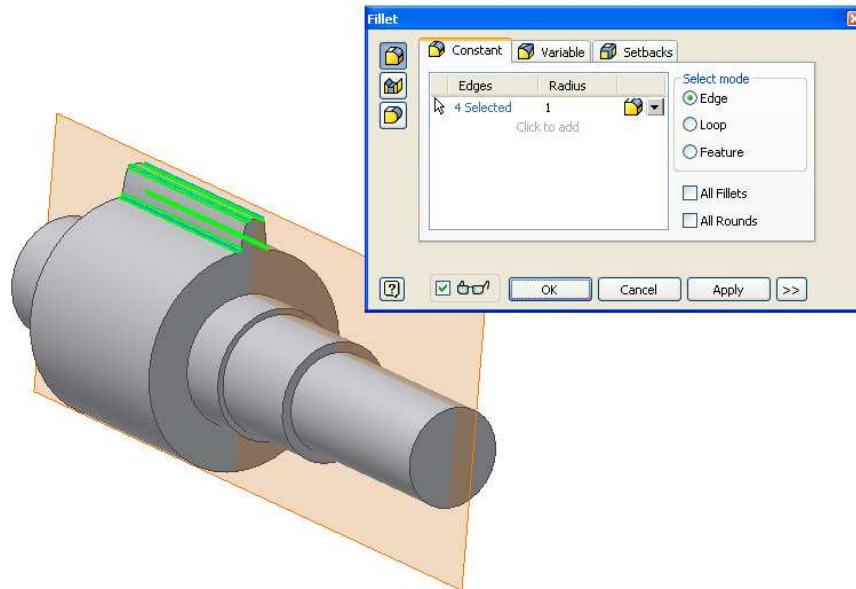 Fillet
Constant Variable Setbacks
Edges Radius
4 Selected 1
Click to add
Select mode
Edge
Loop
Feature
All Fillets
All Rounds
OK Cancel Apply >>